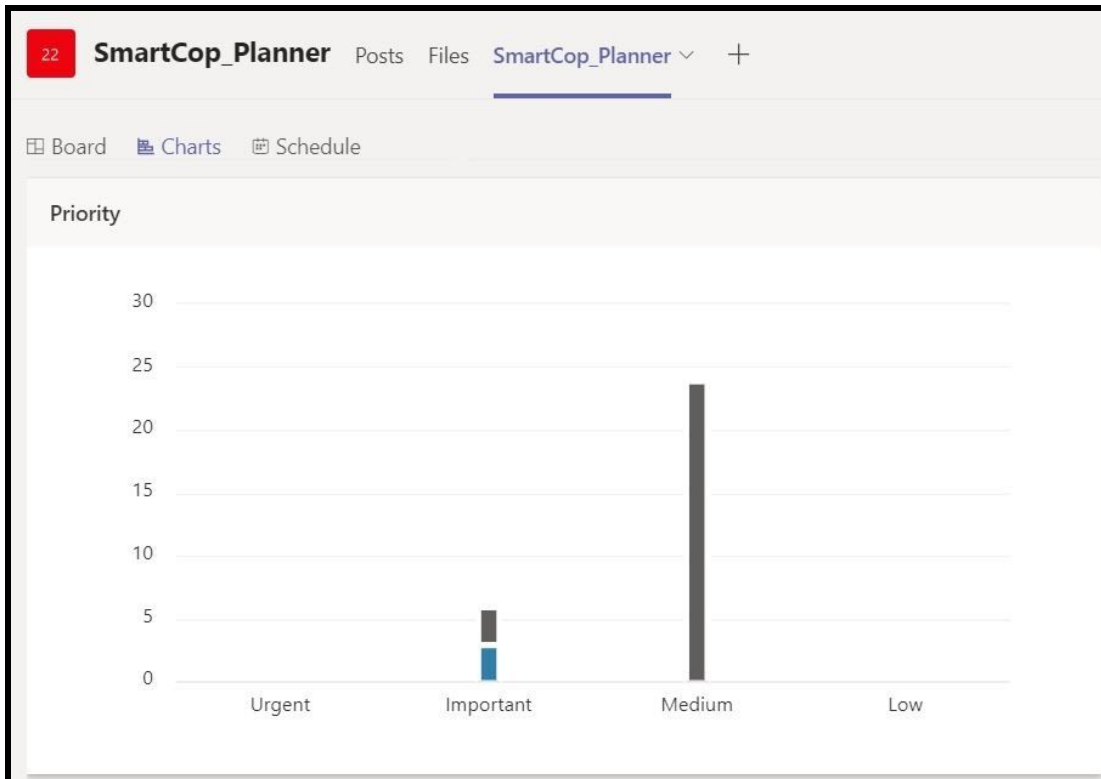 22 SmartCop_Planner Posts Files SmartCop_Planner
Board Charts Schedule
Priority
30
25
20
15
10
5
0
Urgent Important Medium Low